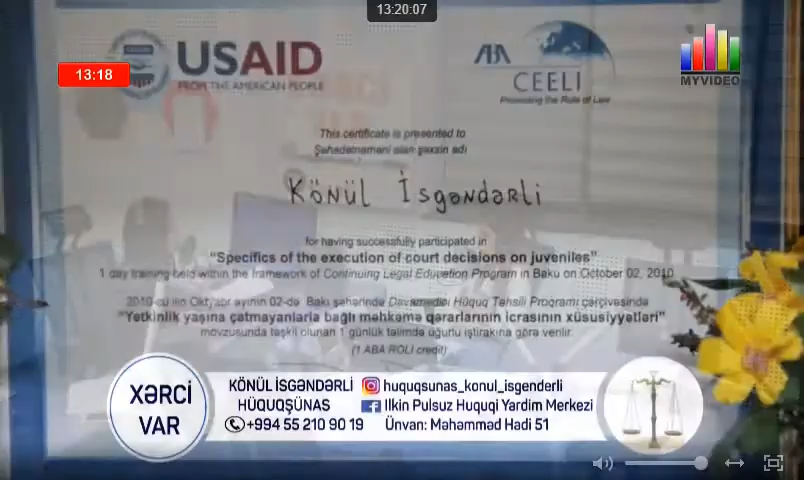 13:20:07
13:18
USAID
FROM THE AMERICAN PEOPLE
ABA
CEELI
Promoting the Rule of Law
MYVIDEO
This certificate is presented to
Şəhadətnaməni alan şəxsin adı
Könül İsgəndərli
for having successfully participated in
"Specifics of the execution of court decisions on juveniles"
1 day training held within the framework of Continuing Legal Education Program in Baku on October 02, 2010
2010-cu ilin Oktyabr ayının 02-də Bakı şəhərində Davamedici Hüquq Təhsili Proqramı çərçivəsində
"Yetkinlik yaşına çatmayanlarla bağlı məhkəmə qərarlarının icrasının xüsusiyyətləri"
mövzusunda təşkil olunan 1 günlük təlimdə uğurlu iştirakına görə verilir.
(1 ABA ROLI credit)
XƏRCİ
VAR
KÖNÜL İSGƏNDƏRLİ
HÜQUQŞÜNAS
+994 55 210 90 19
huquqsunas_konul_isgenderli
Ilkin Pulsuz Huquqi Yardim Merkezi
Ünvan: Məhəmməd Hadi 51